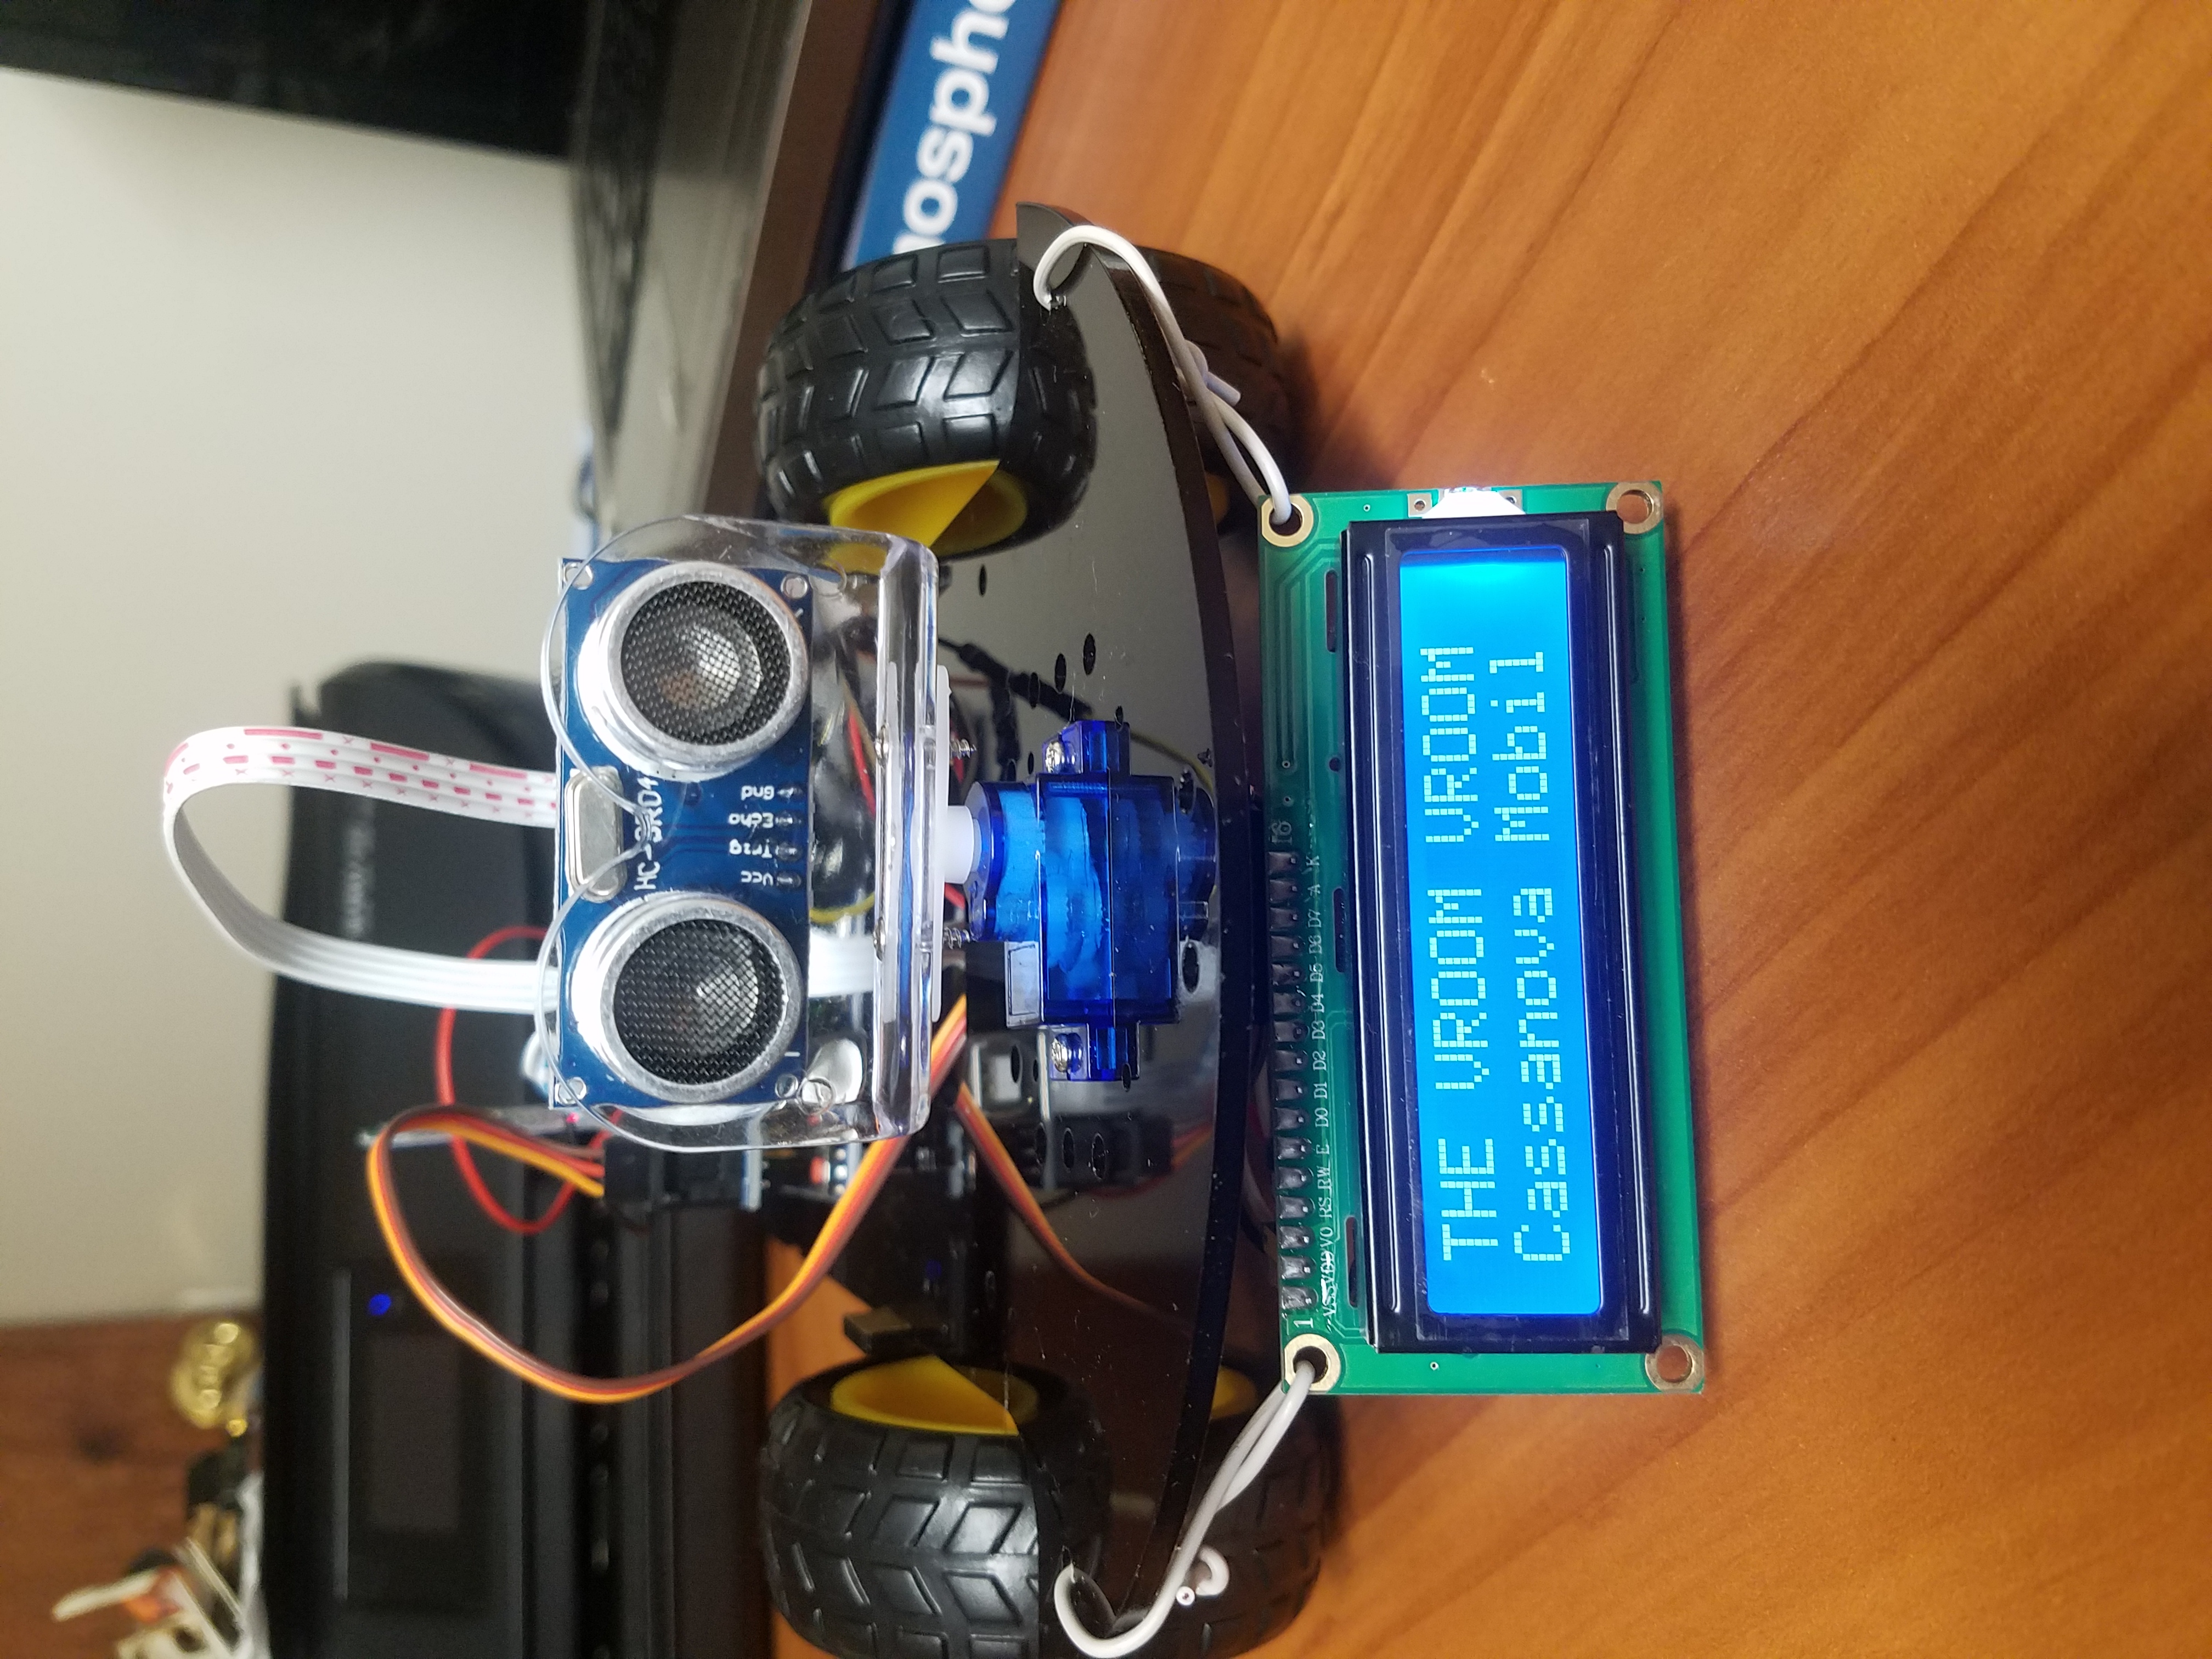 HC-SR04
Vcc
Trig
Echo
Gnd
1 16
VSS VDD VO RS RW E D0 D1 D2 D3 D4 D5 D6 D7 A K
THE VROOM VROOM
Cassanova Mobil